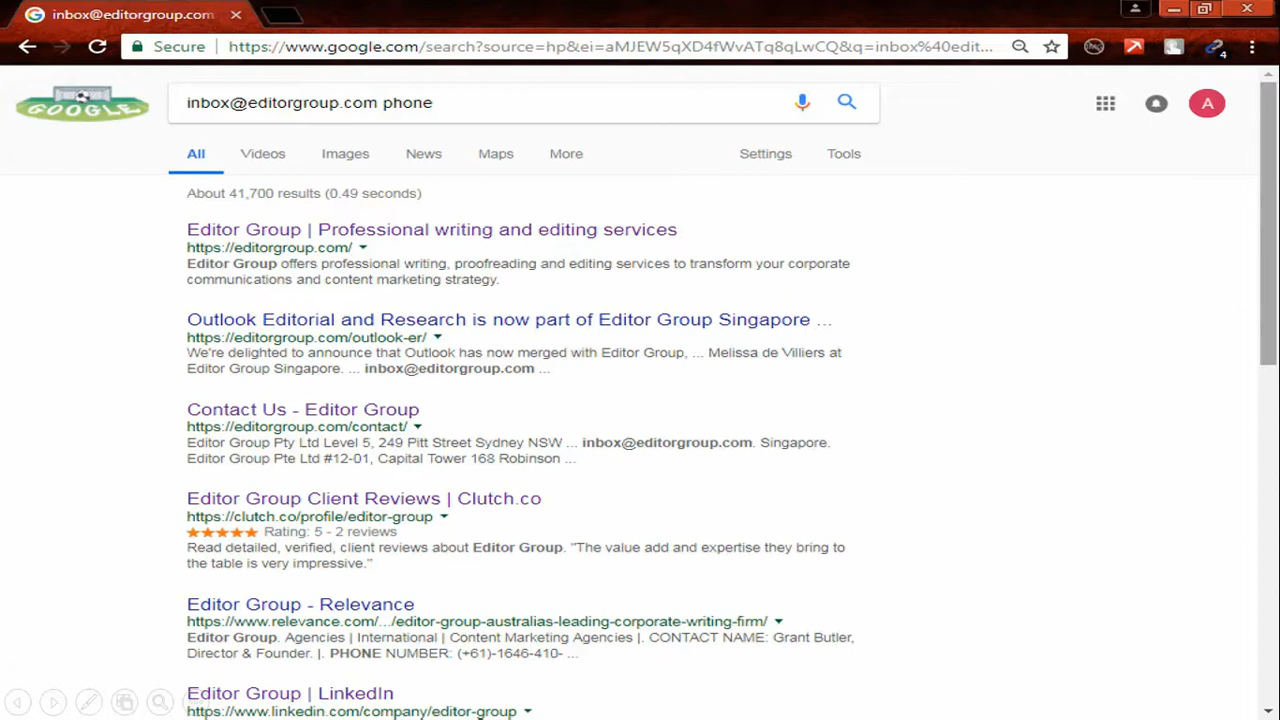 inbox@editorgroup.com
Secure
https://www.google.com/search?source=hp&ei=aMJEW5qXD4fWvATq8qLwCQ&q=inbox%40edit...
4
GOOGLE
inbox@editorgroup.com phone
A
All Videos Images News Maps More Settings Tools
About 41,700 results (0.49 seconds)
Editor Group | Professional writing and editing services
https://editorgroup.com/
Editor Group offers professional writing, proofreading and editing services to transform your corporate
communications and content marketing strategy.
Outlook Editorial and Research is now part of Editor Group Singapore ...
https://editorgroup.com/outlook-er/
We're delighted to announce that Outlook has now merged with Editor Group, ... Melissa de Villiers at
Editor Group Singapore. ... inbox@editorgroup.com ...
Contact Us - Editor Group
https://editorgroup.com/contact/
Editor Group Pty Ltd Level 5, 249 Pitt Street Sydney NSW ... inbox@editorgroup.com. Singapore.
Editor Group Pte Ltd #12-01, Capital Tower 168 Robinson ...
Editor Group Client Reviews | Clutch.co
https://clutch.co/profile/editor-group
Rating: 5 - 2 reviews
Read detailed, verified, client reviews about Editor Group. "The value add and expertise they bring to
the table is very impressive."
Editor Group - Relevance
https://www.relevance.com/.../editor-group-australias-leading-corporate-writing-firm/
Editor Group. Agencies | International | Content Marketing Agencies |. CONTACT NAME: Grant Butler,
Director & Founder. |. PHONE NUMBER: (+61)-1646-410- ...
Editor Group | LinkedIn
https://www.linkedin.com/company/editor-group